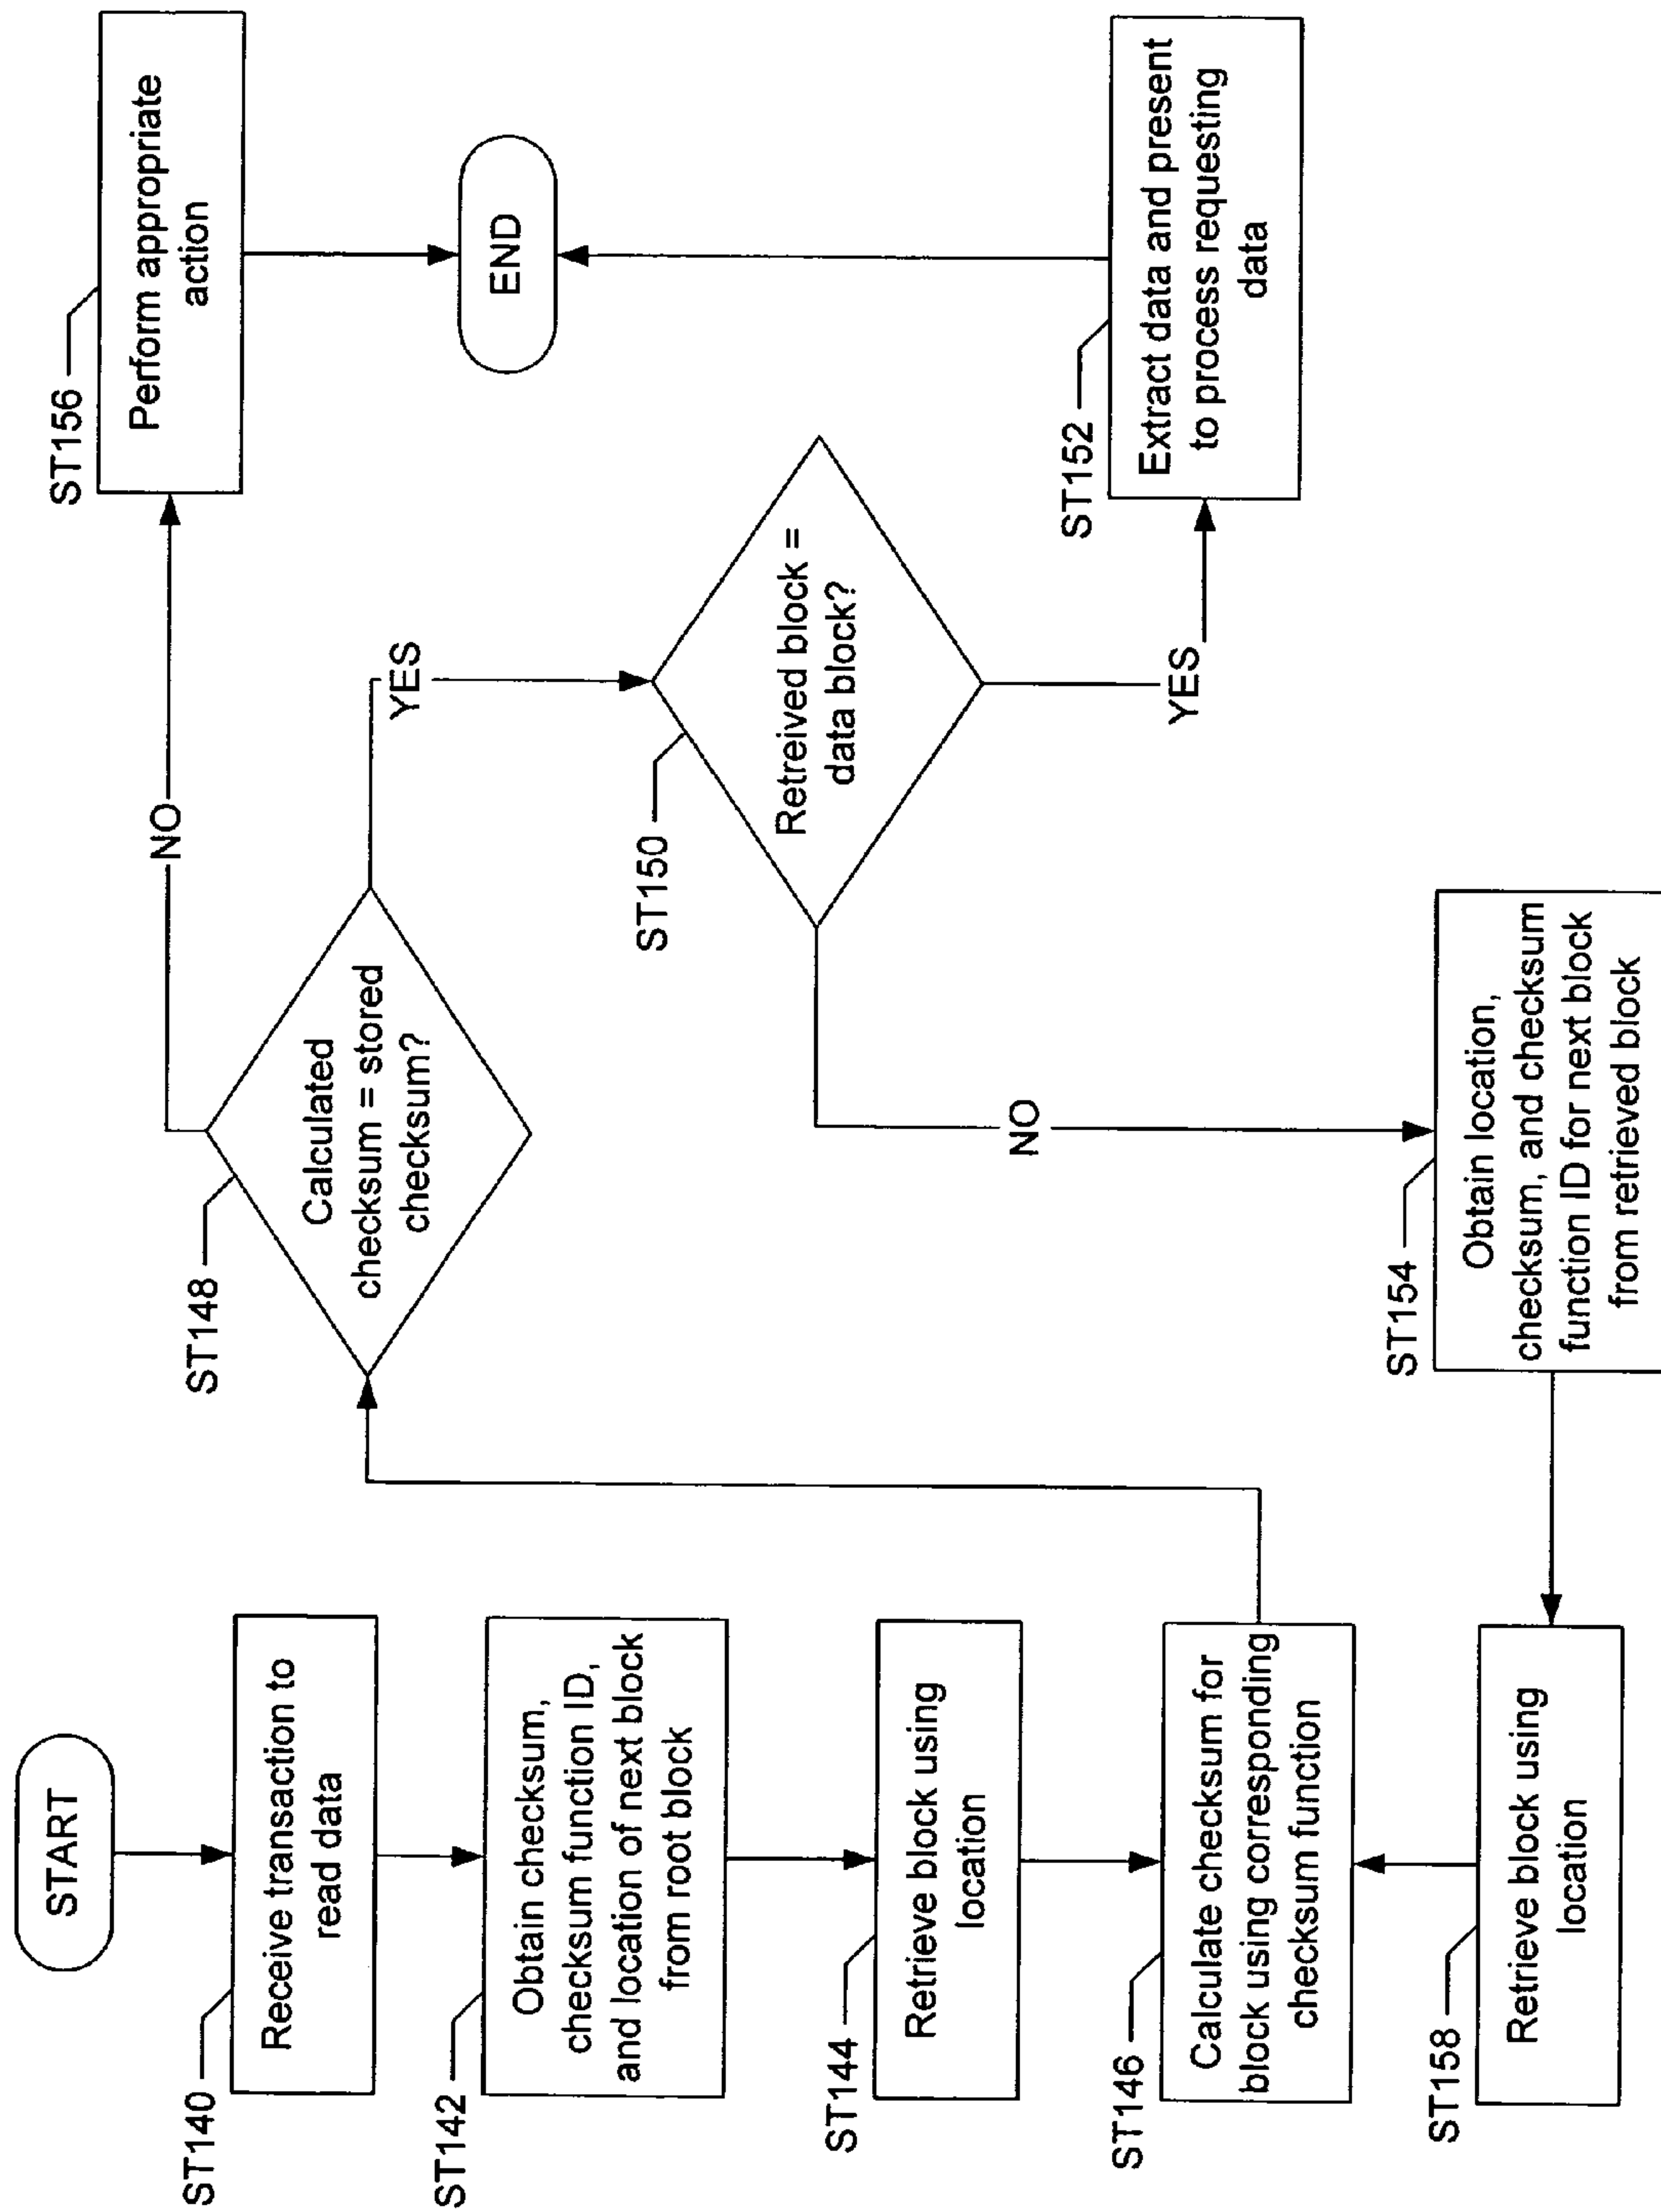 START
ST140
Receive transaction to
read data
ST142
Obtain checksum,
checksum function ID,
and location of next block
from root block
ST144
Retrieve block using
location
ST146
Calculate checksum for
block using corresponding
checksum function
ST158
Retrieve block using
location
ST148
Calculated
checksum = stored
checksum?
NO
YES
ST150
Retreived block =
data block?
NO
YES
ST154
Obtain location,
checksum, and checksum
function ID for next block
from retrieved block
ST156
Perform appropriate
action
END
ST152
Extract data and present
to process requesting
data